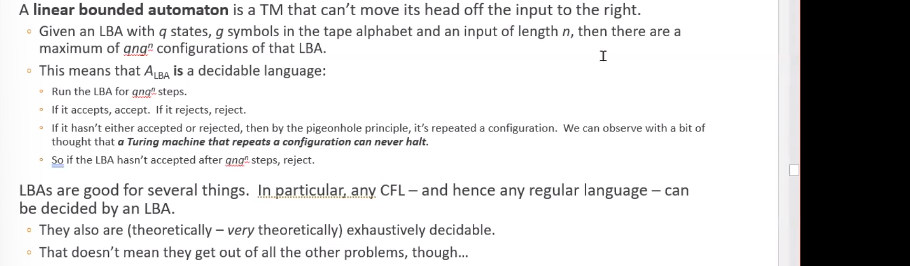 A linear bounded automaton is a TM that can't move its head off the input to the right.
◦ Given an LBA with q states, g symbols in the tape alphabet and an input of length n, then there are a
maximum of qngⁿ configurations of that LBA.
◦ This means that A_LBA is a decidable language:
◦ Run the LBA for qngⁿ steps.
◦ If it accepts, accept. If it rejects, reject.
◦ If it hasn't either accepted or rejected, then by the pigeonhole principle, it's repeated a configuration. We can observe with a bit of
thought that a Turing machine that repeats a configuration can never halt.
◦ So if the LBA hasn't accepted after qngⁿ steps, reject.
LBAs are good for several things. In particular, any CFL – and hence any regular language – can
be decided by an LBA.
◦ They also are (theoretically – very theoretically) exhaustively decidable.
◦ That doesn't mean they get out of all the other problems, though…